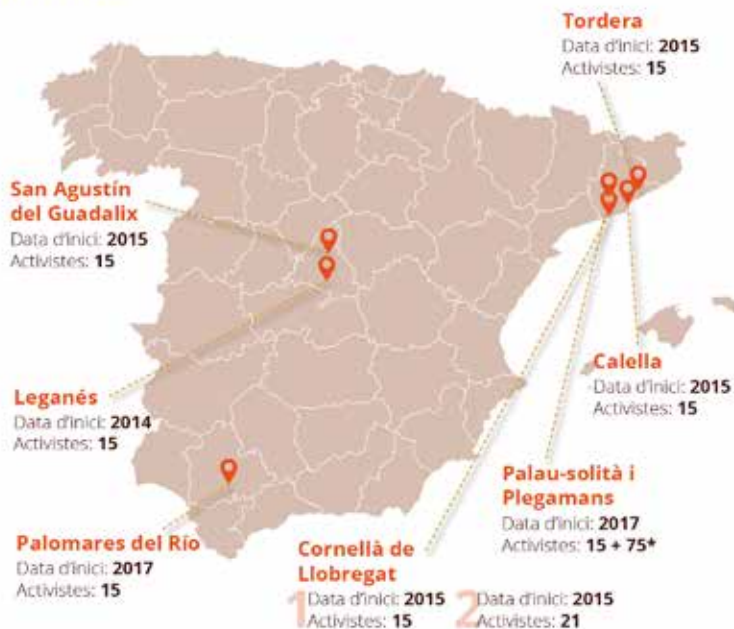 Tordera
Data d'inici: 2015
Activistes: 15
San Agustín
del Guadalix
Data d'inici: 2015
Activistes: 15
Leganés
Data d'inici: 2014
Activistes: 15
Calella
Data d'inici: 2015
Activistes: 15
Palau-solità i
Plegamans
Data d'inici: 2017
Activistes: 15 + 75*
Palomares del Río
Data d'inici: 2017
Activistes: 15
Cornellà de
Llobregat
1 Data d'inici: 2015
Activistes: 15
2 Data d'inici: 2015
Activistes: 21